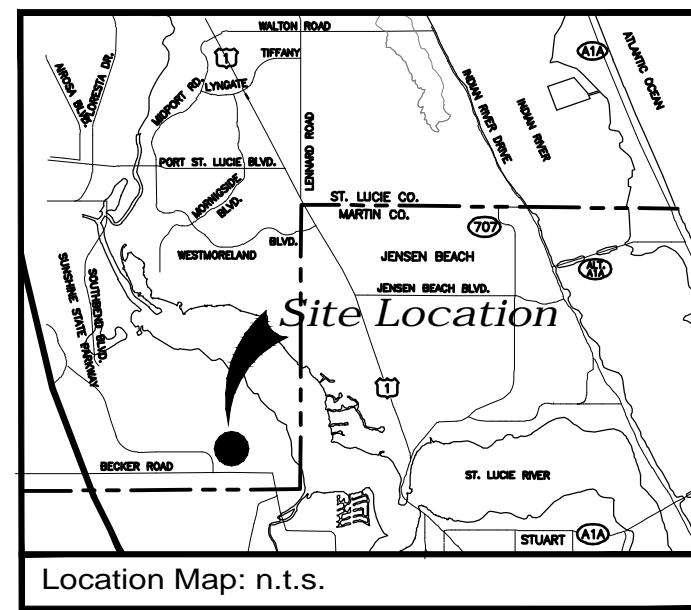 WALTON ROAD
TIFFANY
1
LYNGATE
A1A
ATLANTIC OCEAN
AIROSA BLVD.
FLORESTA DR.
MIDPORT RD.
LENNARD ROAD
INDIAN RIVER DRIVE
INDIAN RIVER
PORT ST. LUCIE BLVD.
MORNIGSIDE
BLVD.
ST. LUCIE CO.
MARTIN CO.
707
BLVD.
WESTMORELAND
JENSEN BEACH
ALT.
A1A
JENSEN BEACH BLVD.
SOUTHBEND BLVD.
SUNSHINE STATE PARKWAY
Site Location
1
BECKER ROAD
ST. LUCIE RIVER
STUART
A1A
Location Map: n.t.s.